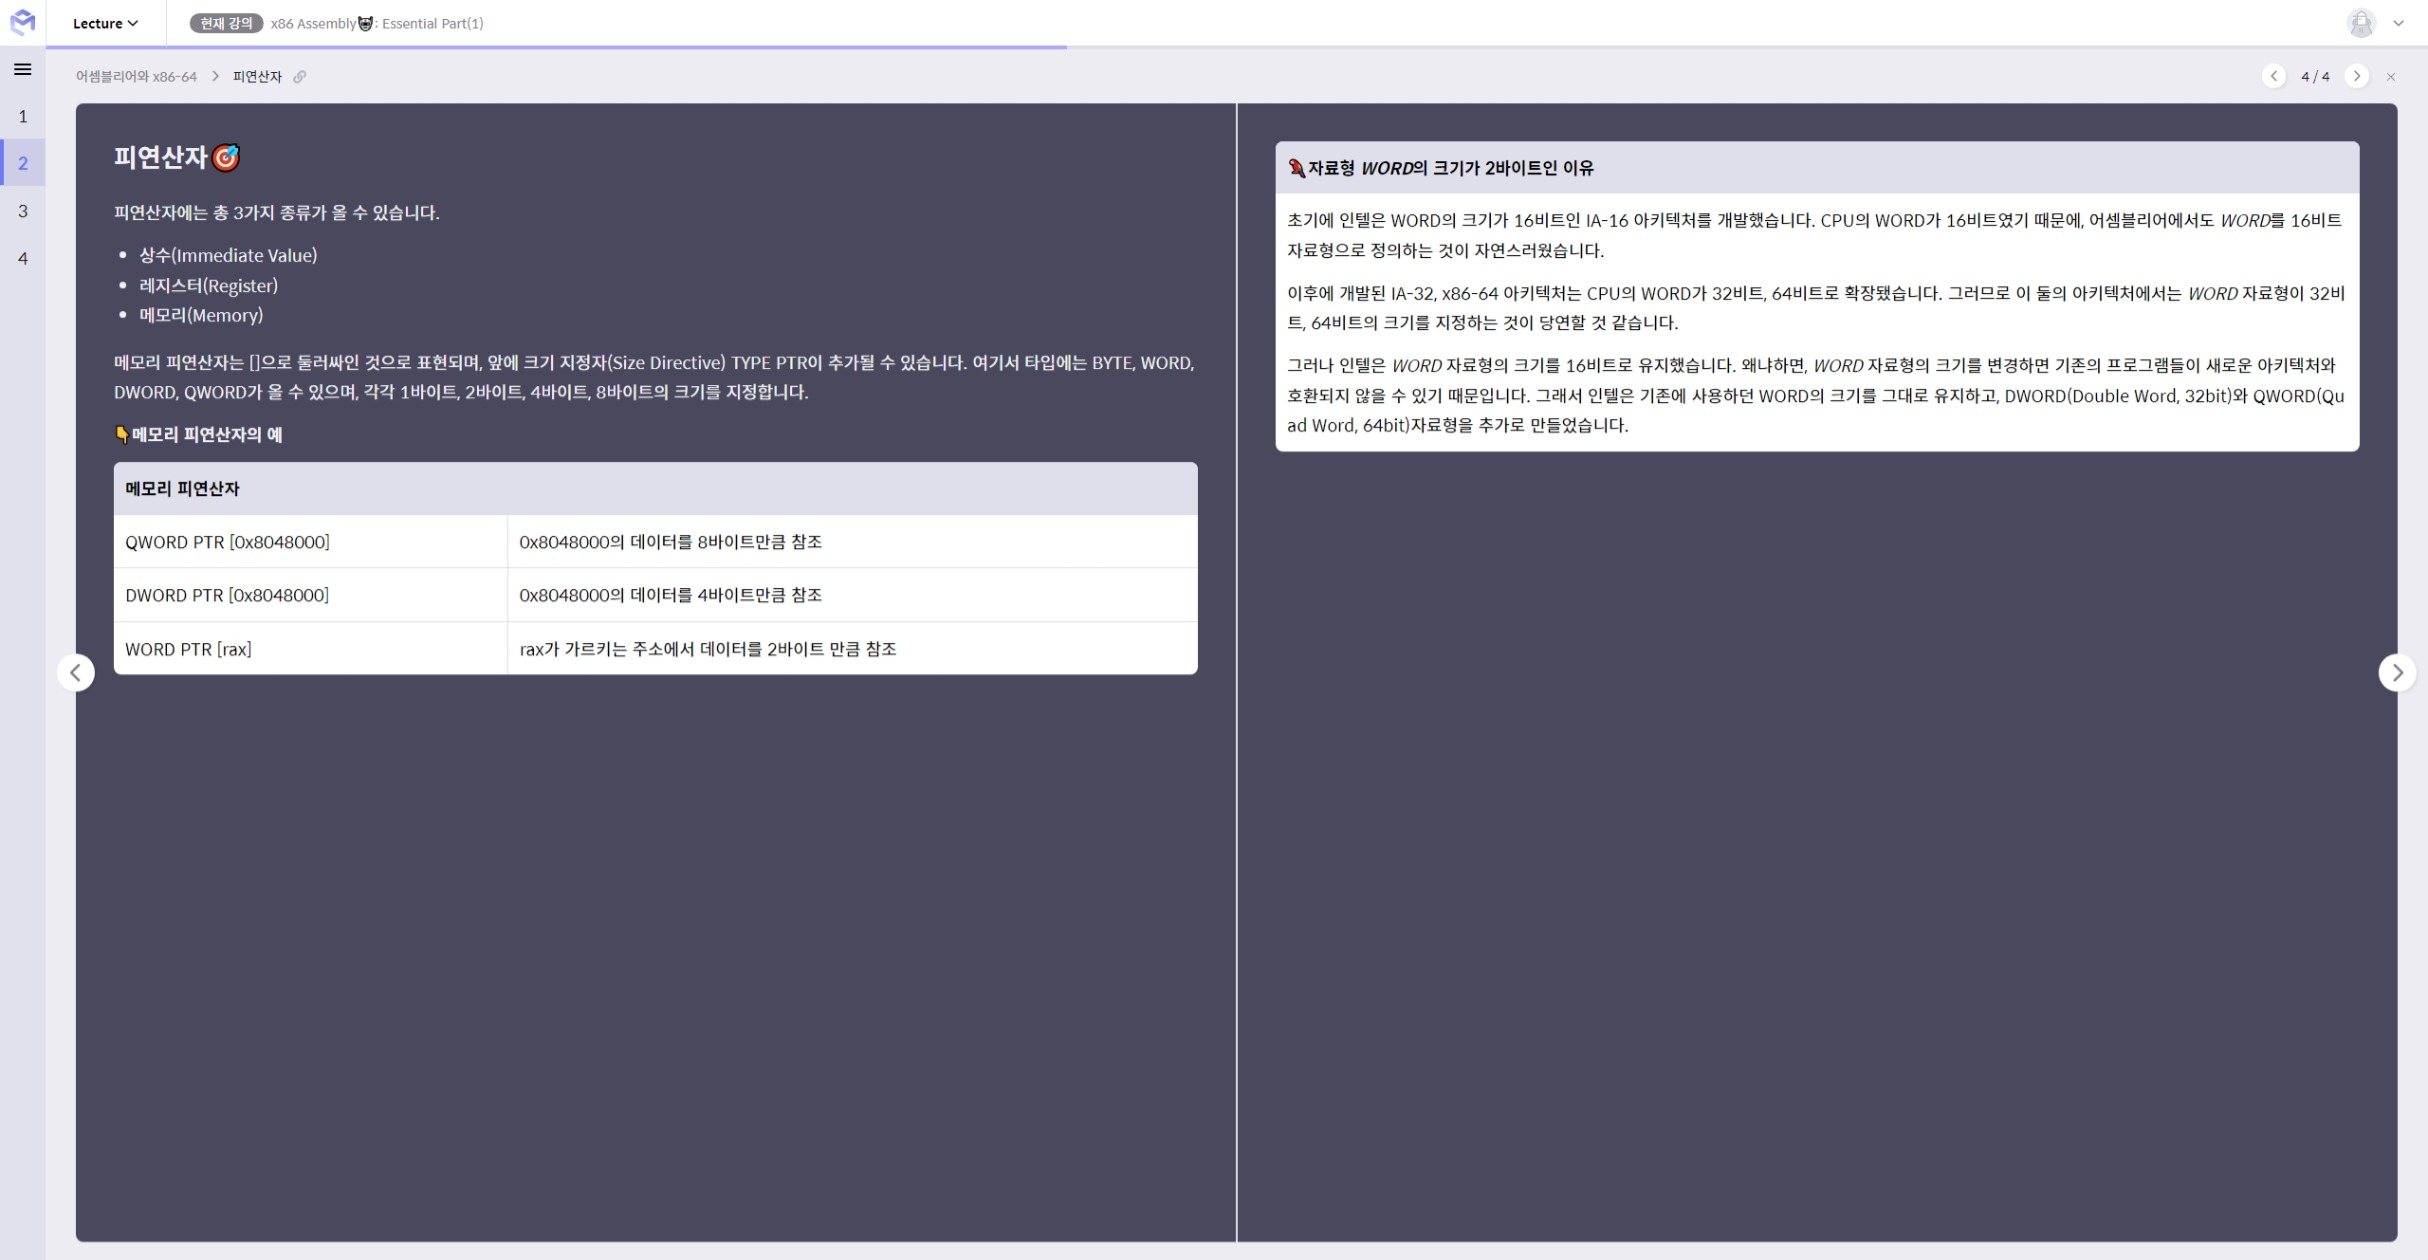 Lecture
현재 강의 x86 Assembly🐺: Essential Part(1)
어셈블리어와 x86-64 > 피연산자
4 / 4
1
2
3
4
피연산자🎯
피연산자에는 총 3가지 종류가 올 수 있습니다.
• 상수(Immediate Value)
• 레지스터(Register)
• 메모리(Memory)
메모리 피연산자는 []으로 둘러싸인 것으로 표현되며, 앞에 크기 지정자(Size Directive) TYPE PTR이 추가될 수 있습니다. 여기서 타입에는 BYTE, WORD,
DWORD, QWORD가 올 수 있으며, 각각 1바이트, 2바이트, 4바이트, 8바이트의 크기를 지정합니다.
👇메모리 피연산자의 예
메모리 피연산자
QWORD PTR [0x8048000] 0x8048000의 데이터를 8바이트만큼 참조
DWORD PTR [0x8048000] 0x8048000의 데이터를 4바이트만큼 참조
WORD PTR [rax] rax가 가르키는 주소에서 데이터를 2바이트 만큼 참조
자료형 WORD의 크기가 2바이트인 이유
초기에 인텔은 WORD의 크기가 16비트인 IA-16 아키텍처를 개발했습니다. CPU의 WORD가 16비트였기 때문에, 어셈블리어에서도 WORD를 16비트
자료형으로 정의하는 것이 자연스러웠습니다.
이후에 개발된 IA-32, x86-64 아키텍처는 CPU의 WORD가 32비트, 64비트로 확장됐습니다. 그러므로 이 둘의 아키텍처에서는 WORD 자료형이 32비
트, 64비트의 크기를 지정하는 것이 당연할 것 같습니다.
그러나 인텔은 WORD 자료형의 크기를 16비트로 유지했습니다. 왜냐하면, WORD 자료형의 크기를 변경하면 기존의 프로그램들이 새로운 아키텍처와
호환되지 않을 수 있기 때문입니다. 그래서 인텔은 기존에 사용하던 WORD의 크기를 그대로 유지하고, DWORD(Double Word, 32bit)와 QWORD(Qu
ad Word, 64bit)자료형을 추가로 만들었습니다.